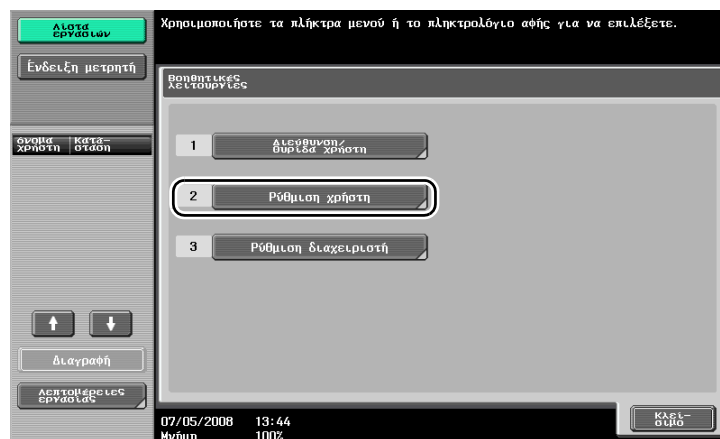 Λίστα
εργασιών
Χρησιμοποιήστε τα πλήκτρα μενού ή το πληκτρολόγιο αφής για να επιλέξετε.
Ένδειξη μετρητή
Βοηθητικές
λειτουργίες
όνομα
χρήστη
Κατά-
σταση
1
Διεύθυνση/
θυρίδα χρήστη
2
Ρύθμιση χρήστη
3
Ρύθμιση διαχειριστή
Διαγραφή
Λεπτομέρειες
εργασίας
07/05/2008 13:44
Μνήμη 100%
Κλεί-
σιμο